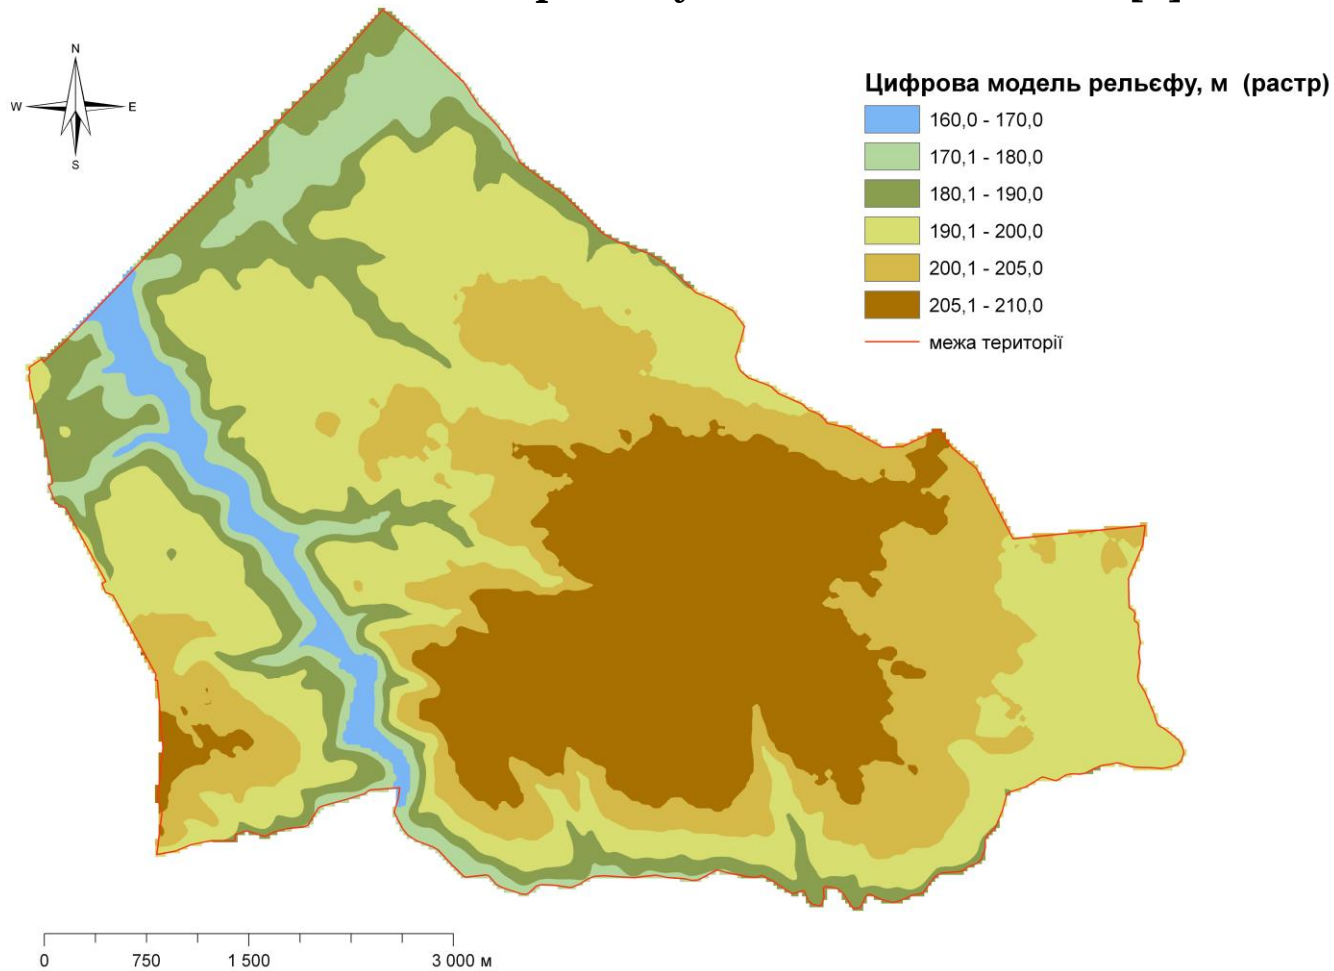 N
W E
S
Цифрова модель рельєфу, м (растр)
160,0 - 170,0
170,1 - 180,0
180,1 - 190,0
190,1 - 200,0
200,1 - 205,0
205,1 - 210,0
межа території
0 750 1 500 3 000 м